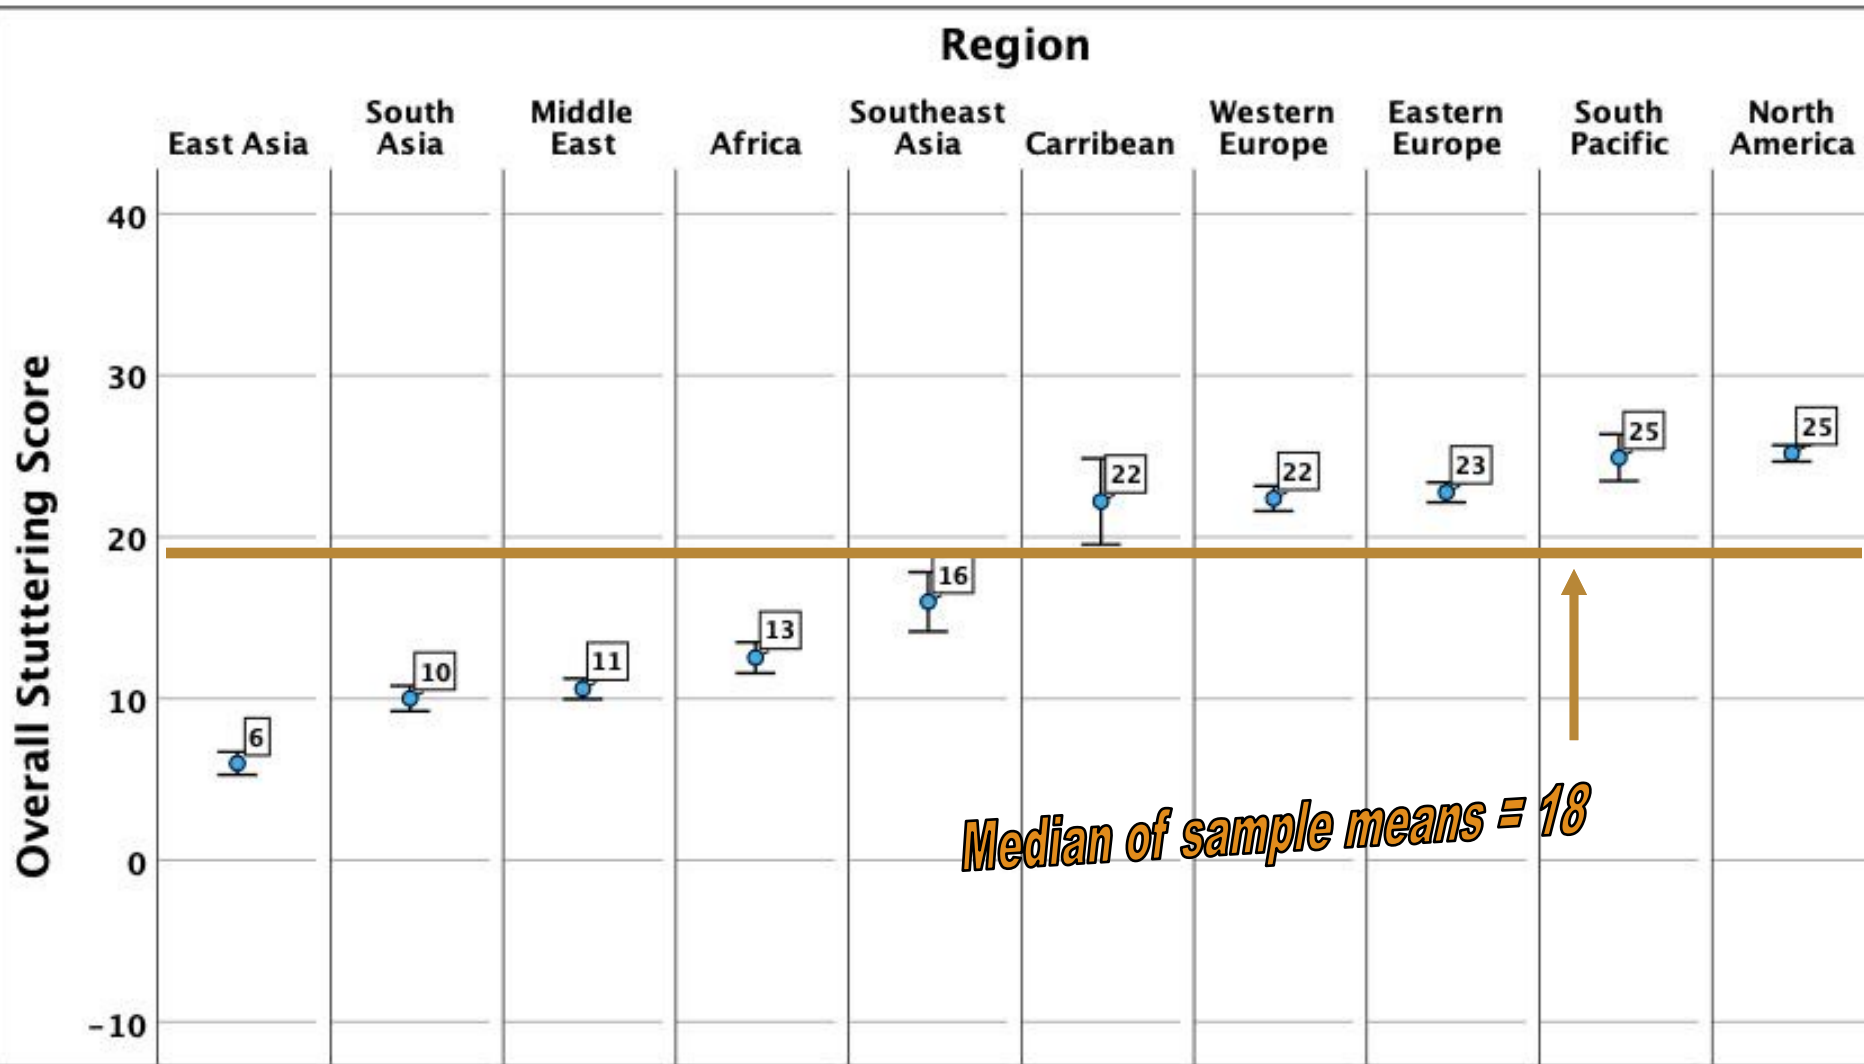 Region
East Asia
South
Asia
Middle
East
Africa
Southeast
Asia
Carribean
Western
Europe
Eastern
Europe
South
Pacific
North
America
Overall Stuttering Score
40
30
20
10
0
-10
6
10
11
13
16
22
22
23
25
25
Median of sample means = 18